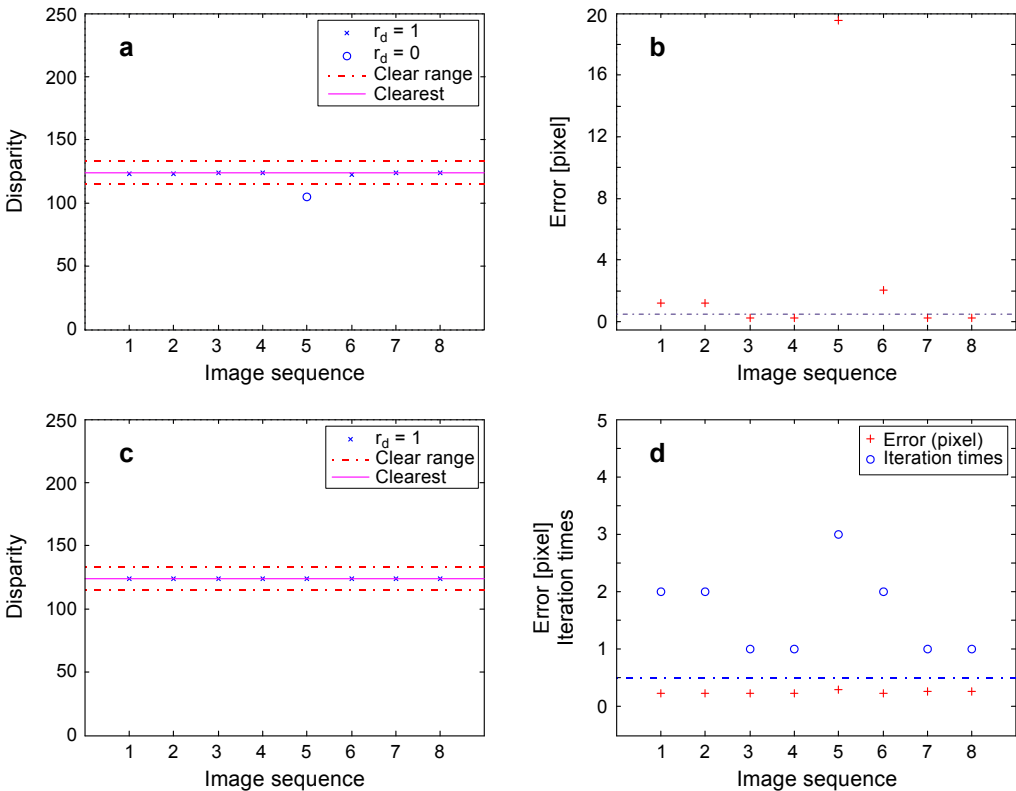 a
250
200
150
100
50
0
Disparity
1 2 3 4 5 6 7 8
Image sequence
r_d = 1
r_d = 0
Clear range
Clearest
b
20
16
12
8
4
0
Error [pixel]
1 2 3 4 5 6 7 8
Image sequence
c
250
200
150
100
50
0
Disparity
1 2 3 4 5 6 7 8
Image sequence
r_d = 1
Clear range
Clearest
d
5
4
3
2
1
0
Error [pixel]
Iteration times
1 2 3 4 5 6 7 8
Image sequence
Error (pixel)
Iteration times